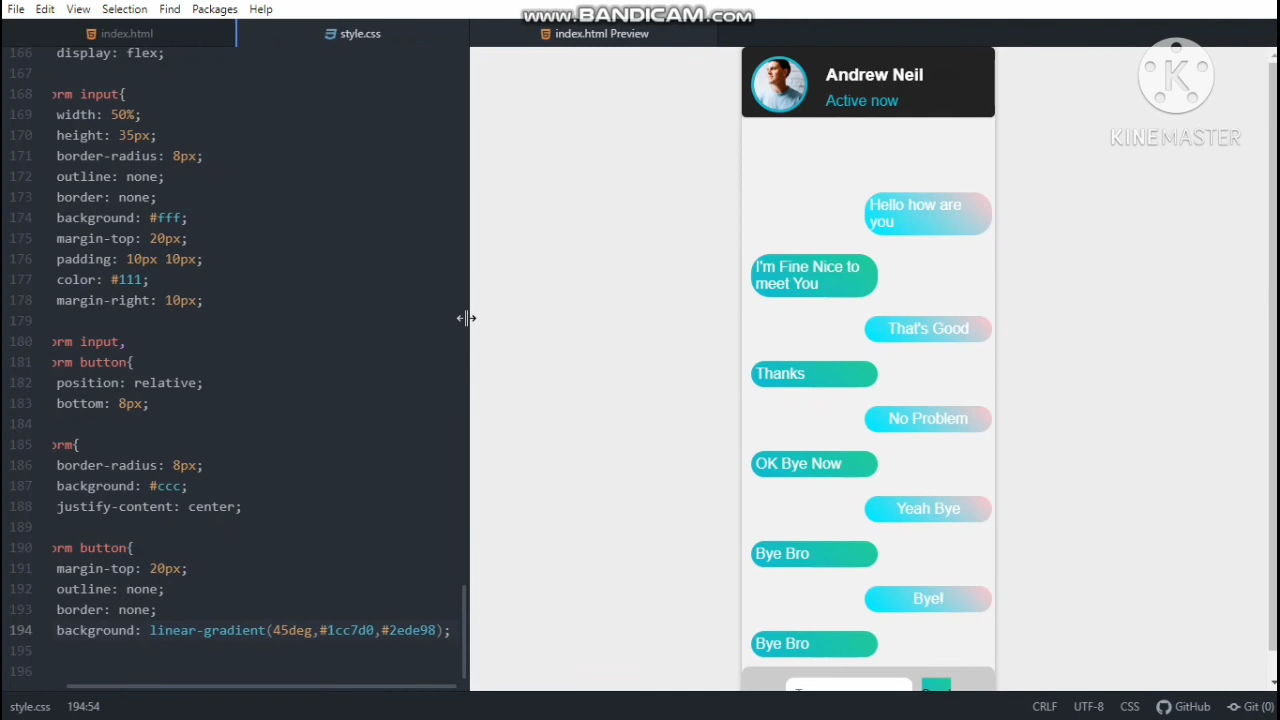 File Edit View Selection Find Packages Help
www.BANDICAM.com
index.html
style.css
index.html Preview
166 display: flex;
167
168 orm input{
169 width: 50%;
170 height: 35px;
171 border-radius: 8px;
172 outline: none;
173 border: none;
174 background: #fff;
175 margin-top: 20px;
176 padding: 10px 10px;
177 color: #111;
178 margin-right: 10px;
179
180 orm input,
181 orm button{
182 position: relative;
183 bottom: 8px;
184
185 orm{
186 border-radius: 8px;
187 background: #ccc;
188 justify-content: center;
189
190 orm button{
191 margin-top: 20px;
192 outline: none;
193 border: none;
194 background: linear-gradient(45deg,#1cc7d0,#2ede98);
195
196
Andrew Neil
Active now
Hello how are
you
I'm Fine Nice to
meet You
That's Good
Thanks
No Problem
OK Bye Now
Yeah Bye
Bye Bro
Bye!
Bye Bro
K
KINEMASTER
style.css 194:54
CRLF UTF-8 CSS GitHub Git (0)